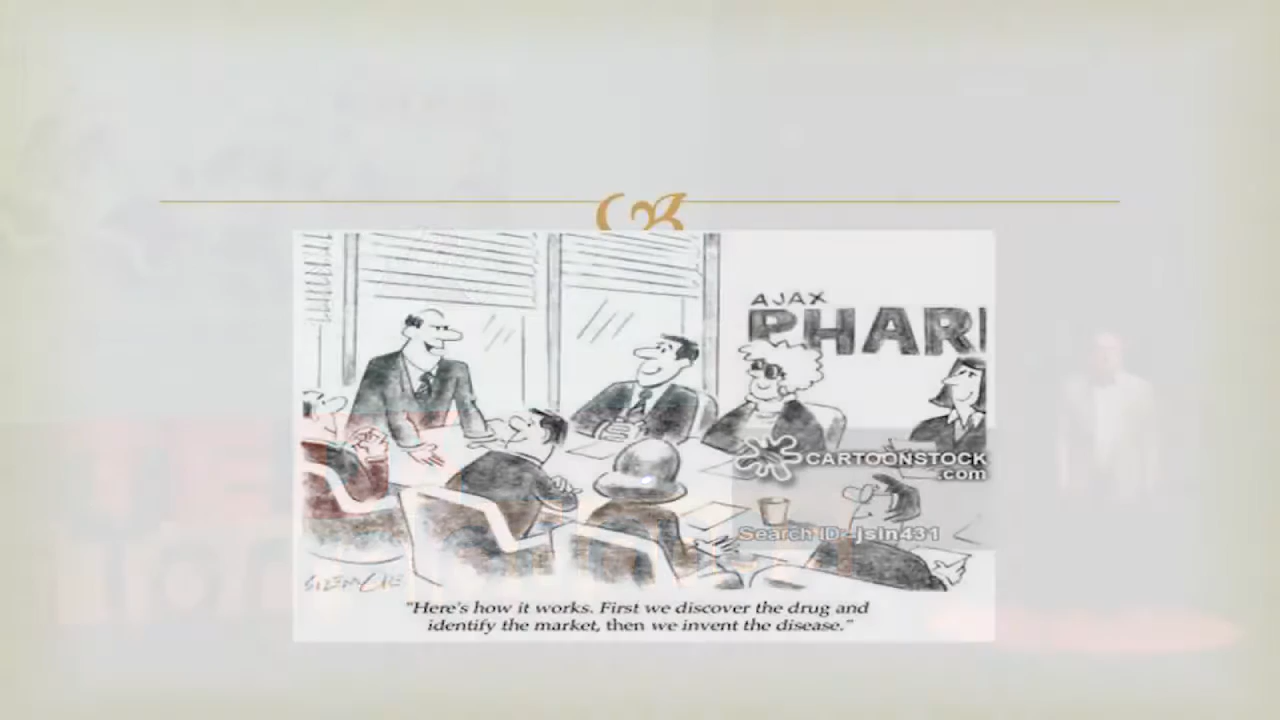 AJAX
PHAR
CARTOONSTOCK
.com
Search ID: jsln431
"Here's how it works. First we discover the drug and
identify the market, then we invent the disease."